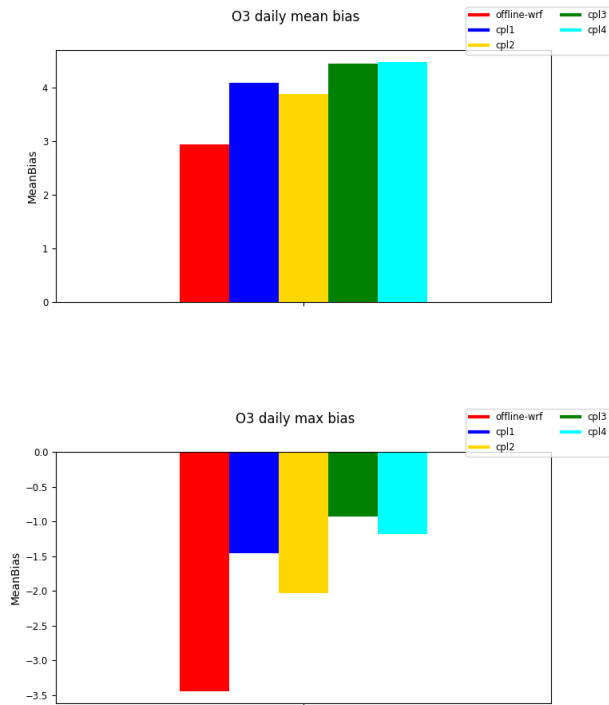 O3 daily mean bias
offline-wrf
cpl1
cpl2
cpl3
cpl4
MeanBias
4
3
2
1
0
O3 daily max bias
offline-wrf
cpl1
cpl2
cpl3
cpl4
MeanBias
0.0
−0.5
−1.0
−1.5
−2.0
−2.5
−3.0
−3.5